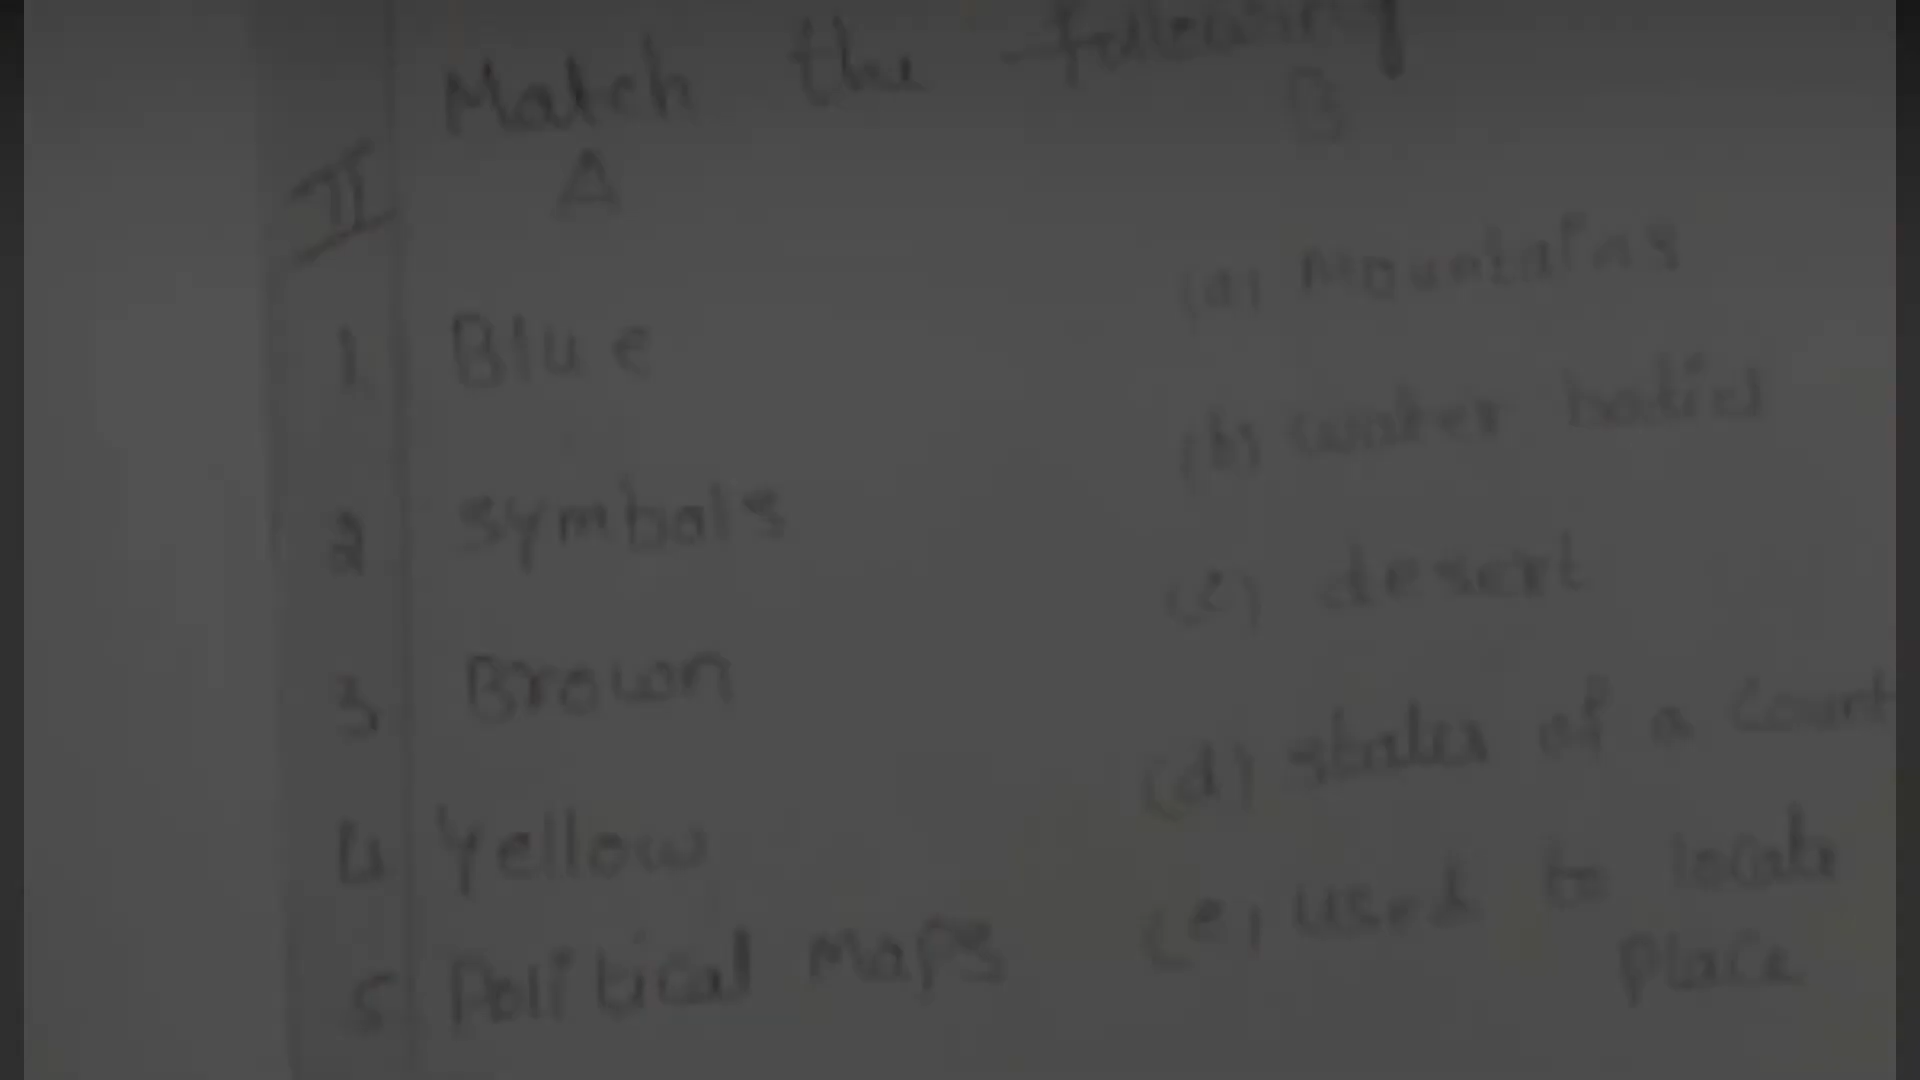 II Match the following
A B
1 Blue (a) Mountains
2 Symbols (b) water
3 Brown (c) desert
4 Yellow (d) states of a Count
5 Political Maps (e) used to locate
place